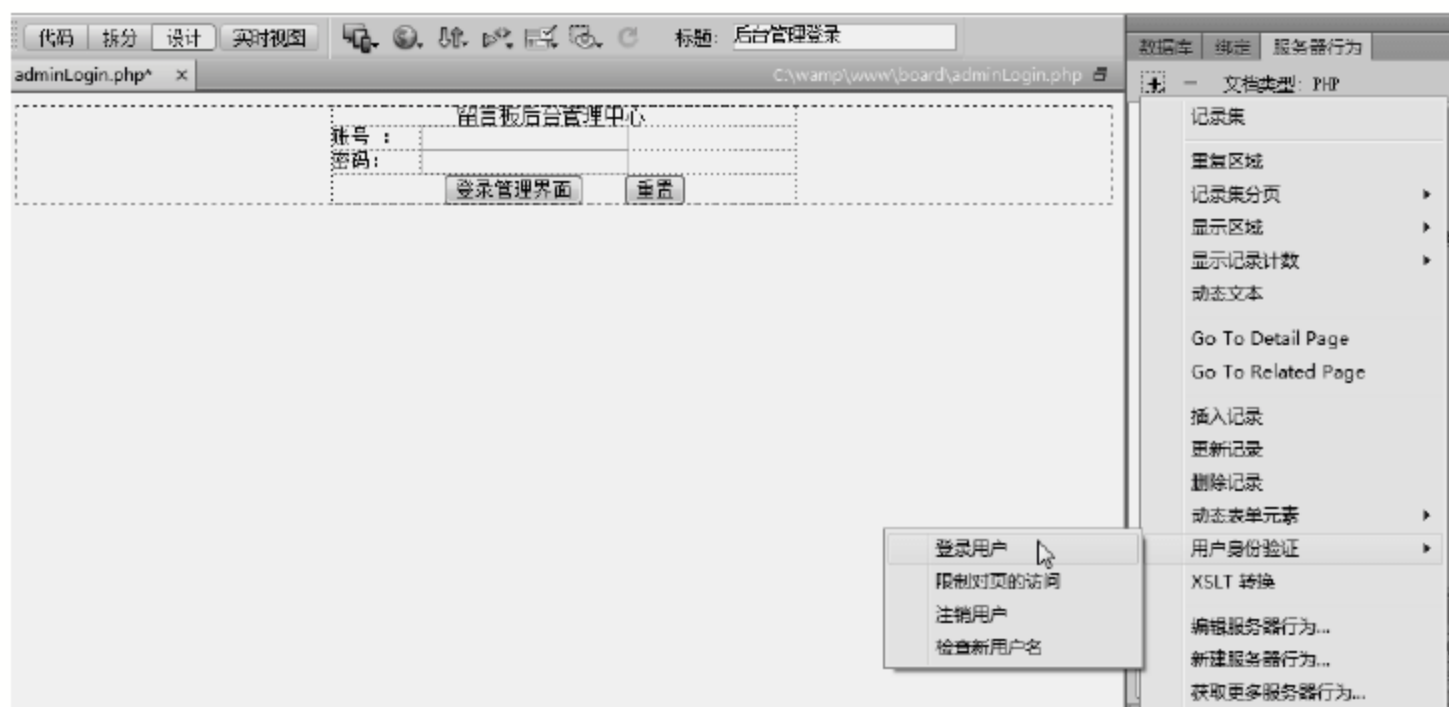 代码 拆分 设计 实时视图 标题: 后台管理登录
adminLogin.php* × C:\wamp\www\board\adminLogin.php
留言板后台管理中心
账号 :
密码:
登录管理界面 重置
数据库 绑定 服务器行为
+ - 文档类型: PHP
记录集
重复区域
记录集分页
显示区域
显示记录计数
动态文本
Go To Detail Page
Go To Related Page
插入记录
更新记录
删除记录
动态表单元素
用户身份验证
XSLT 转换
编辑服务器行为...
新建服务器行为...
获取更多服务器行为...
登录用户
限制对页的访问
注销用户
检查新用户名